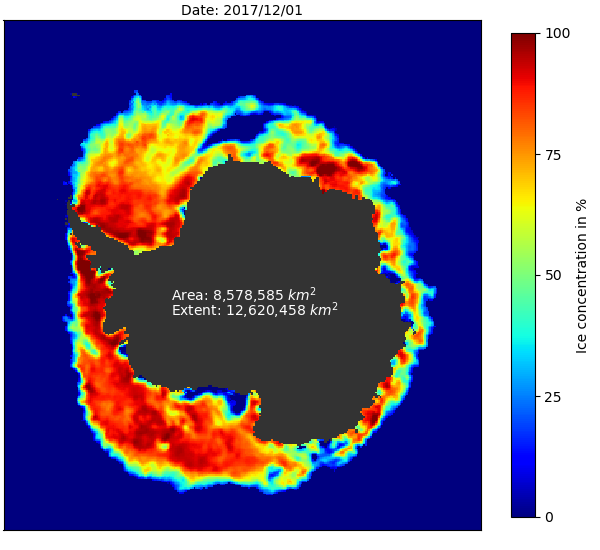 Date: 2017/12/01
100
75
50
25
0
Ice concentration in %
Area: 8,578,585 km²
Extent: 12,620,458 km²